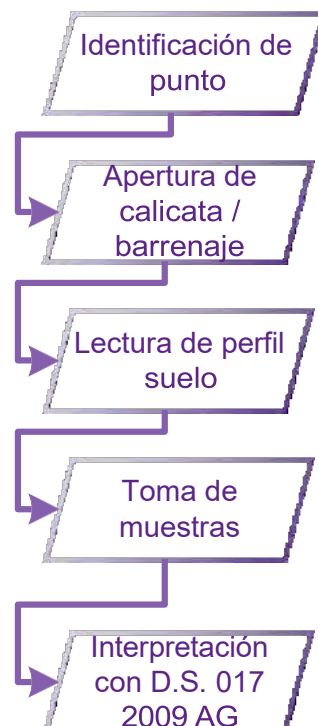 Identificación de
punto
Apertura de
calicata /
barrenaje
Lectura de perfil
suelo
Toma de
muestras
Interpretación
con D.S. 017
2009 AG